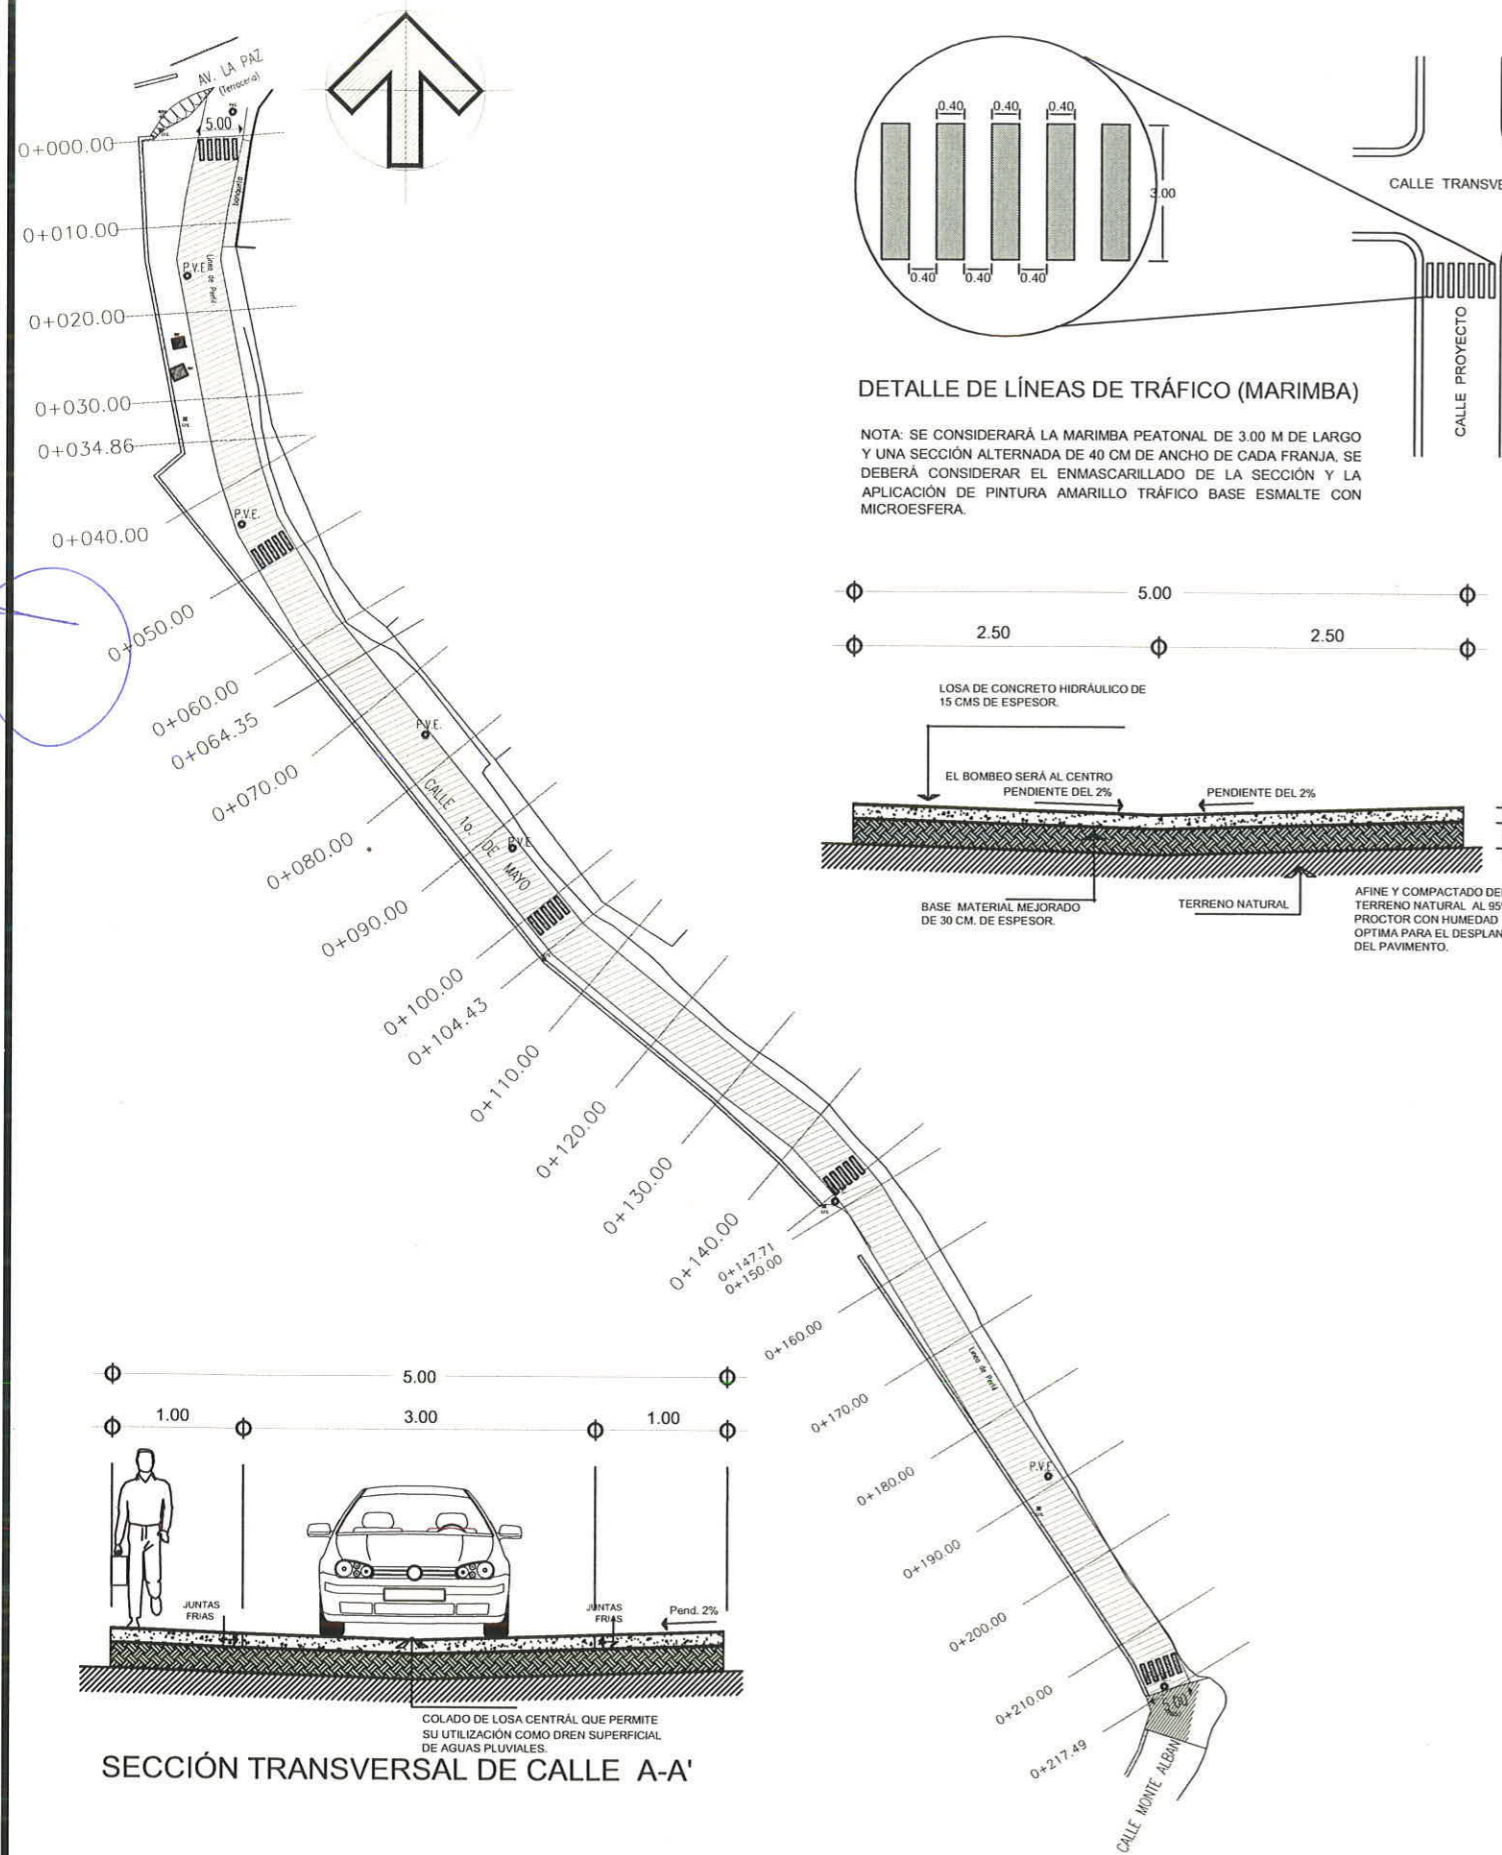 AV. LA PAZ
(Terraceria)
5.00
0+000.00
banqueta
0+010.00
P.V.E.
Linea de Perfil
0+020.00
0+030.00
0+034.86
P.V.E.
0+040.00
0+050.00
0+060.00
0+064.35
P.V.E.
0+070.00
CALLE 1o. DE MAYO
0+080.00
P.V.E.
0+090.00
0+100.00
0+104.43
0+110.00
0+120.00
0+130.00
0+140.00
0+147.71
0+150.00
0+160.00
Linea de Perfil
0+170.00
0+180.00
P.V.E.
0+190.00
0+200.00
0+210.00
5.00
0+217.49
CALLE MONTE ALBAN
0.40
0.40
0.40
3.00
0.40
0.40
0.40
CALLE TRANSVE
CALLE PROYECTO
DETALLE DE LÍNEAS DE TRÁFICO (MARIMBA)
NOTA: SE CONSIDERARÁ LA MARIMBA PEATONAL DE 3.00 M DE LARGO
Y UNA SECCIÓN ALTERNADA DE 40 CM DE ANCHO DE CADA FRANJA, SE
DEBERÁ CONSIDERAR EL ENMASCARILLADO DE LA SECCIÓN Y LA
APLICACIÓN DE PINTURA AMARILLO TRÁFICO BASE ESMALTE CON
MICROESFERA.
5.00
2.50
2.50
LOSA DE CONCRETO HIDRÁULICO DE
15 CMS DE ESPESOR.
EL BOMBEO SERÁ AL CENTRO
PENDIENTE DEL 2%
PENDIENTE DEL 2%
BASE MATERIAL MEJORADO
DE 30 CM. DE ESPESOR.
TERRENO NATURAL
AFINE Y COMPACTADO DE
TERRENO NATURAL AL 95
PROCTOR CON HUMEDAD
OPTIMA PARA EL DESPLAN
DEL PAVIMENTO.
5.00
1.00
3.00
1.00
JUNTAS
FRIAS
JUNTAS
FRIAS
Pend. 2%
COLADO DE LOSA CENTRAL QUE PERMITE
SU UTILIZACIÓN COMO DREN SUPERFICIAL
DE AGUAS PLUVIALES.
SECCIÓN TRANSVERSAL DE CALLE A-A'